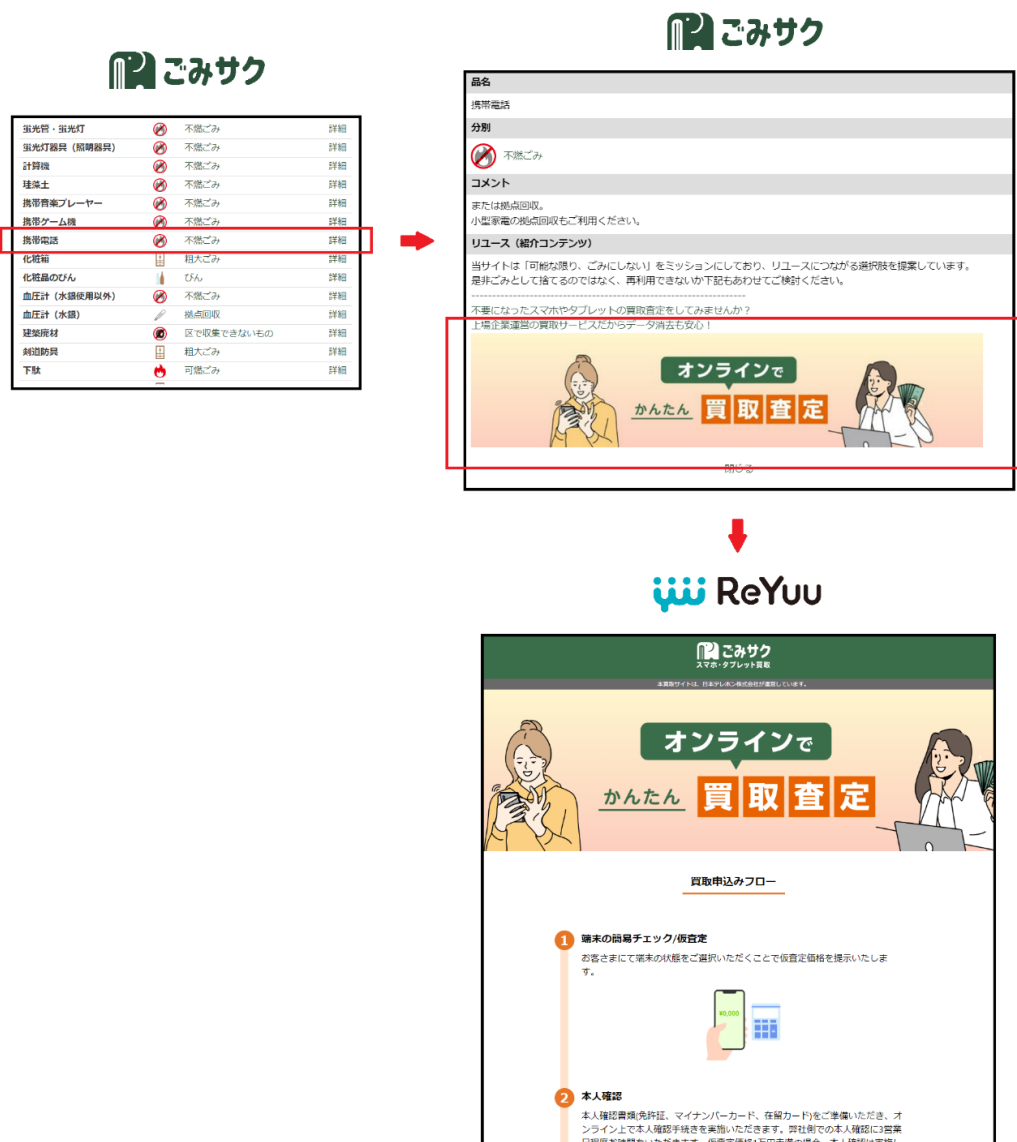 ごみサク
蛍光管・蛍光灯 不燃ごみ 詳細
蛍光灯器具（照明器具） 不燃ごみ 詳細
計算機 不燃ごみ 詳細
珪藻土 不燃ごみ 詳細
携帯音楽プレーヤー 不燃ごみ 詳細
携帯ゲーム機 不燃ごみ 詳細
携帯電話 不燃ごみ 詳細
化粧箱 粗大ごみ 詳細
化粧品のびん びん 詳細
血圧計（水銀使用以外） 不燃ごみ 詳細
血圧計（水銀） 拠点回収 詳細
建築廃材 区で収集できないもの 詳細
剣道防具 粗大ごみ 詳細
下駄 可燃ごみ 詳細
ごみサク
品名
携帯電話
分別
不燃ごみ
コメント
または拠点回収。
小型家電の拠点回収もご利用ください。
リユース（紹介コンテンツ）
当サイトは「可能な限り、ごみにしない」をミッションにしており、リユースにつながる選択肢を提案しています。
是非ごみとして捨てるのではなく、再利用できないか下記もあわせてご検討ください。
不要になったスマホやタブレットの買取査定をしてみませんか？
上場企業運営の買取サービスだからデータ消去も安心！
オンラインで
かんたん 買取査定
閉じる
ReYuu
ごみサク
スマホ・タブレット買取
本買取サイトは、日本テレホン株式会社が運営しています。
オンラインで
かんたん 買取査定
買取申込みフロー
1 端末の簡易チェック/仮査定
お客さまにて端末の状態をご選択いただくことで仮査定価格を提示いたしま
す。
¥0,000
2 本人確認
本人確認書類(免許証、マイナンバーカード、在留カード)をご準備いただき、オ
ンライン上で本人確認手続きを実施いただきます。弊社側での本人確認に3営業